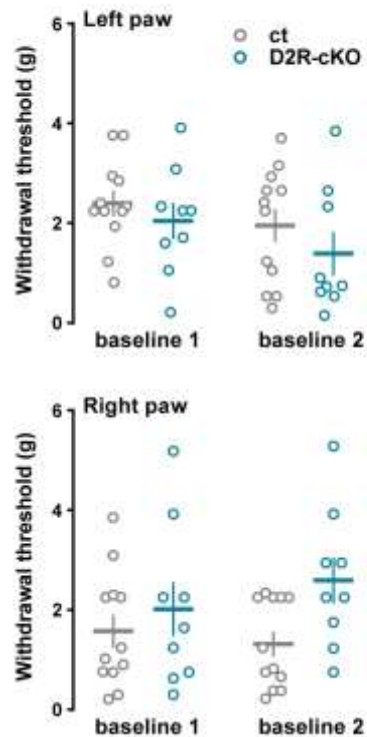 Left paw
ct
D2R-cKO
Withdrawal threshold (g)
6
4
2
0
baseline 1 baseline 2
Right paw
Withdrawal threshold (g)
6
4
2
0
baseline 1 baseline 2